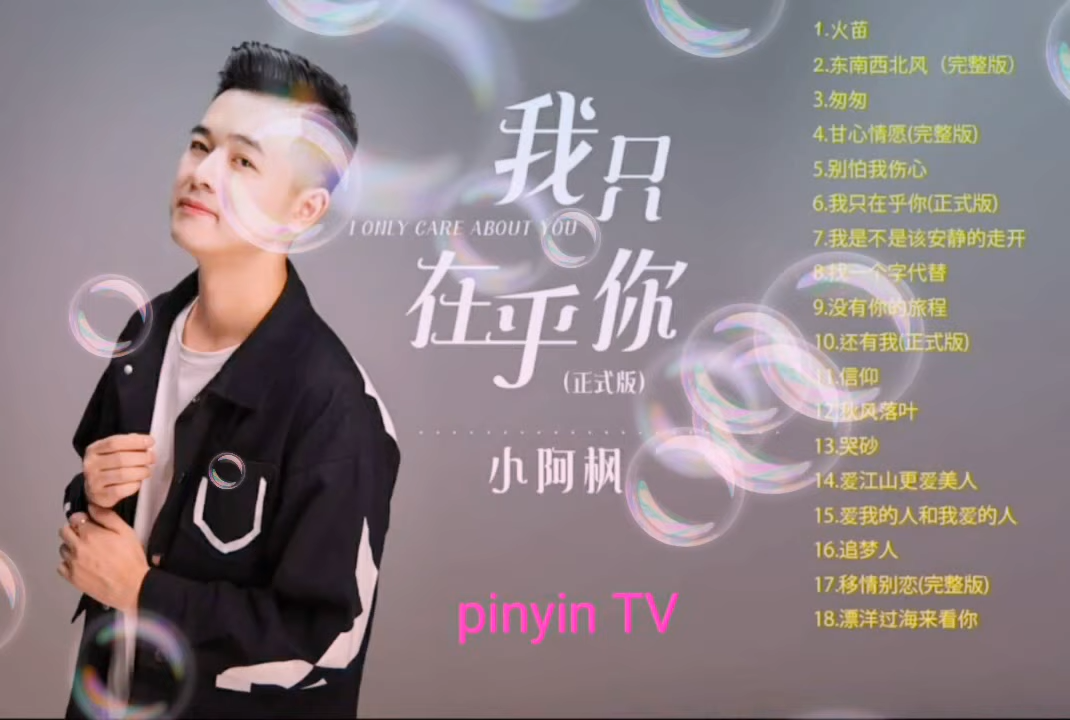 我只
I ONLY CARE ABOUT YOU
在乎你
(正式版)
小阿枫
pinyin TV
1.火苗
2.东南西北风（完整版）
3.匆匆
4.甘心情愿(完整版)
5.别怕我伤心
6.我只在乎你(正式版)
7.我是不是该安静的走开
8.找一个字代替
9.没有你的旅程
10.还有我(正式版)
11.信仰
12.秋风落叶
13.哭砂
14.爱江山更爱美人
15.爱我的人和我爱的人
16.追梦人
17.移情别恋(完整版)
18.漂洋过海来看你